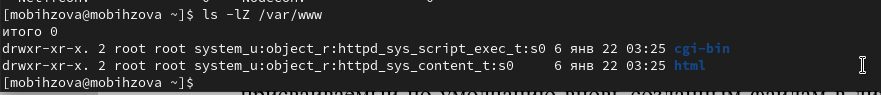 [mobihzova@mobihzova ~]$ ls -lZ /var/www
итого 0
drwxr-xr-x. 2 root root system_u:object_r:httpd_sys_script_exec_t:s0 6 янв 22 03:25 cgi-bin
drwxr-xr-x. 2 root root system_u:object_r:httpd_sys_content_t:s0     6 янв 22 03:25 html
[mobihzova@mobihzova ~]$